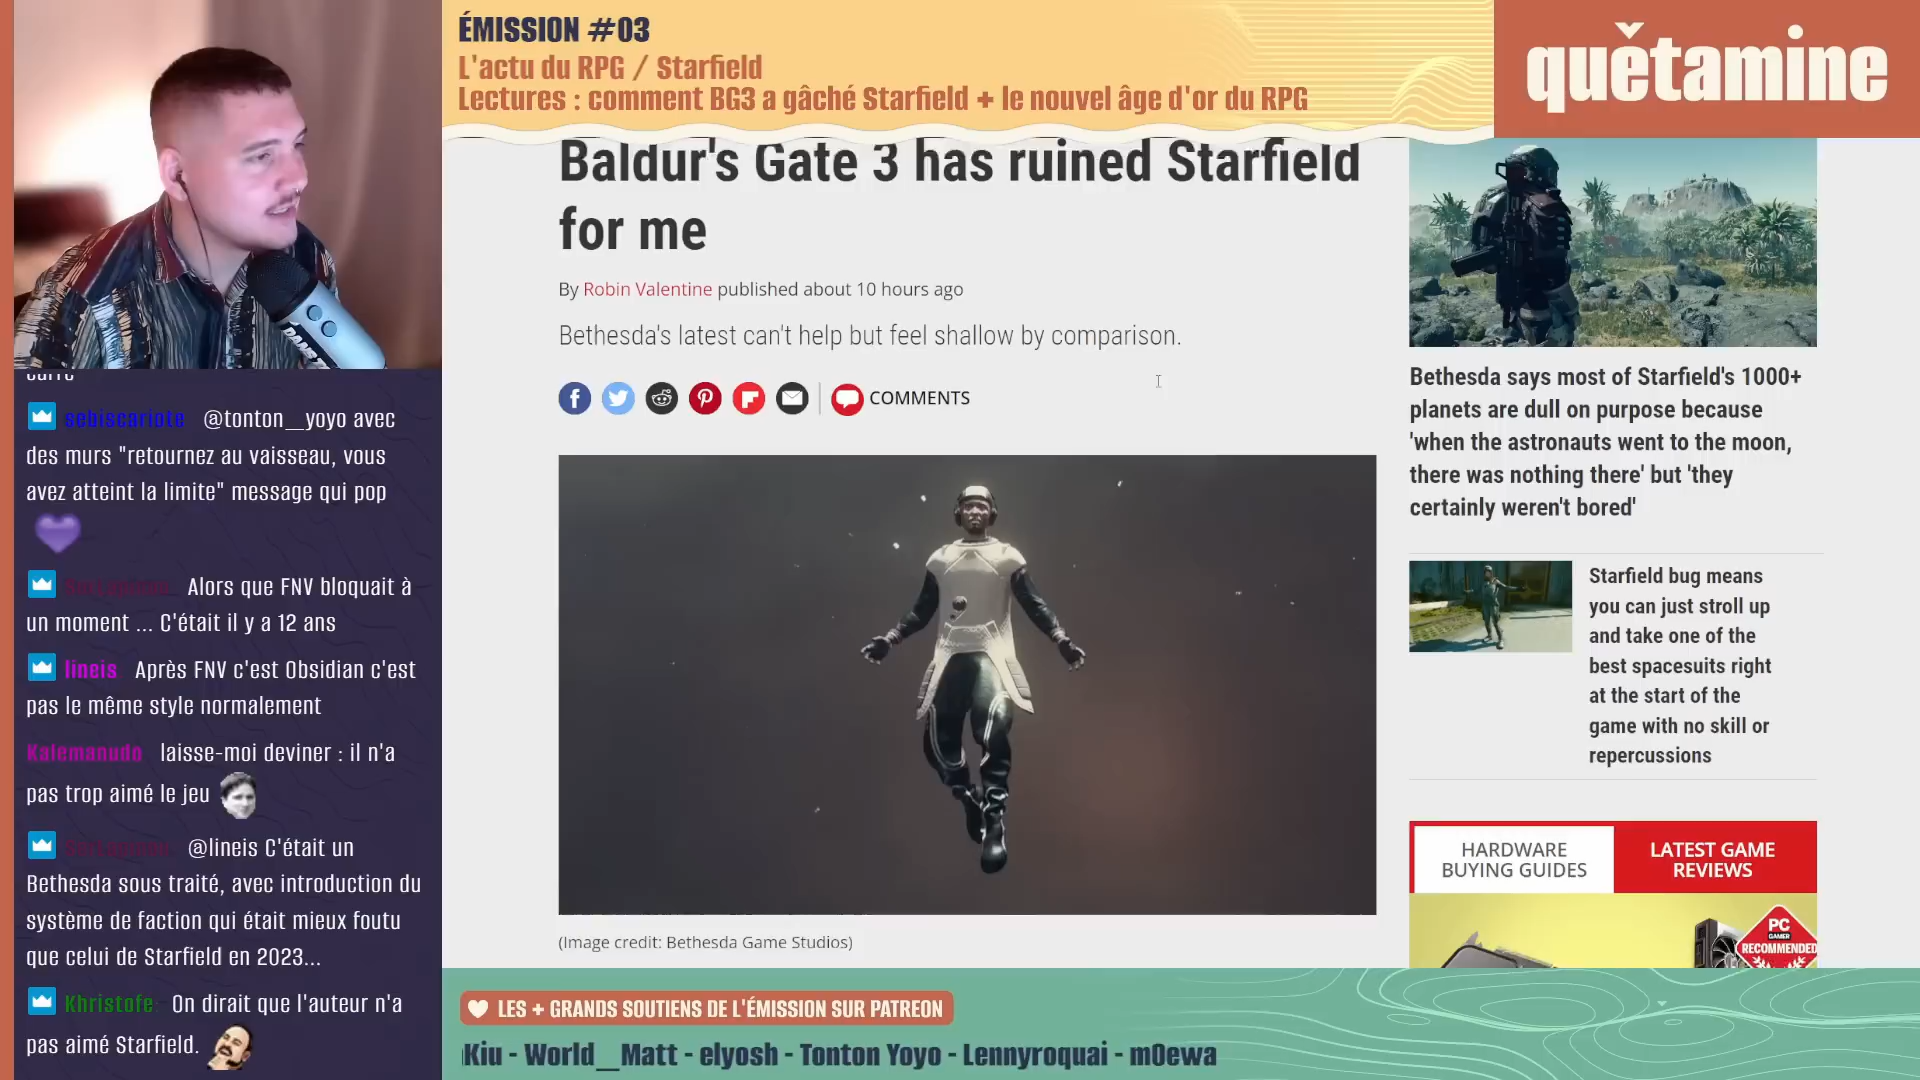 ÉMISSION #03
L'actu du RPG / Starfield
Lectures : comment BG3 a gâché Starfield + le nouvel âge d'or du RPG
quětamine
Baldur's Gate 3 has ruined Starfield
for me
By Robin Valentine published about 10 hours ago
Bethesda's latest can't help but feel shallow by comparison.
COMMENTS
(Image credit: Bethesda Game Studios)
Bethesda says most of Starfield's 1000+
planets are dull on purpose because
'when the astronauts went to the moon,
there was nothing there' but 'they
certainly weren't bored'
Starfield bug means
you can just stroll up
and take one of the
best spacesuits right
at the start of the
game with no skill or
repercussions
HARDWARE
BUYING GUIDES
LATEST GAME
REVIEWS
PC
GAMER
RECOMMENDED
sebiscariote @tonton__yoyo avec
des murs "retournez au vaisseau, vous
avez atteint la limite" message qui pop
Alors que FNV bloquait à
un moment ... C'était il y a 12 ans
lineis Après FNV c'est Obsidian c'est
pas le même style normalement
Kalemanudo laisse-moi deviner : il n'a
pas trop aimé le jeu
@lineis C'était un
Bethesda sous traité, avec introduction du
système de faction qui était mieux foutu
que celui de Starfield en 2023...
Khristofe On dirait que l'auteur n'a
pas aimé Starfield.
LES + GRANDS SOUTIENS DE L'ÉMISSION SUR PATREON
Kiu - World__Matt - elyosh - Tonton Yoyo - Lennyroquai - m0ewa